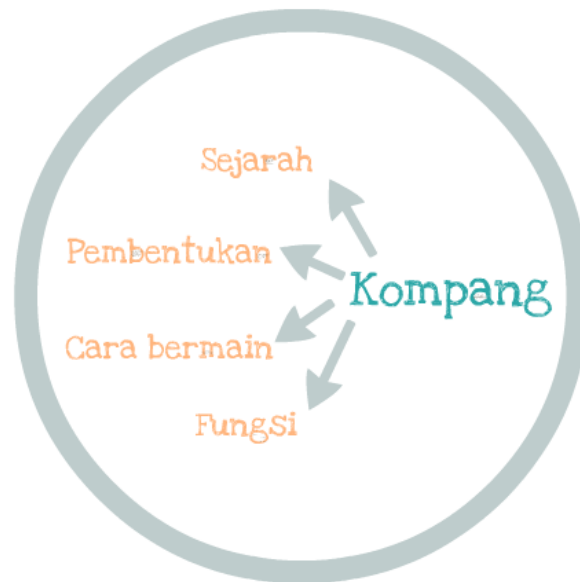 Sejarah
Pembentukan
Kompang
Cara bermain
Fungsi